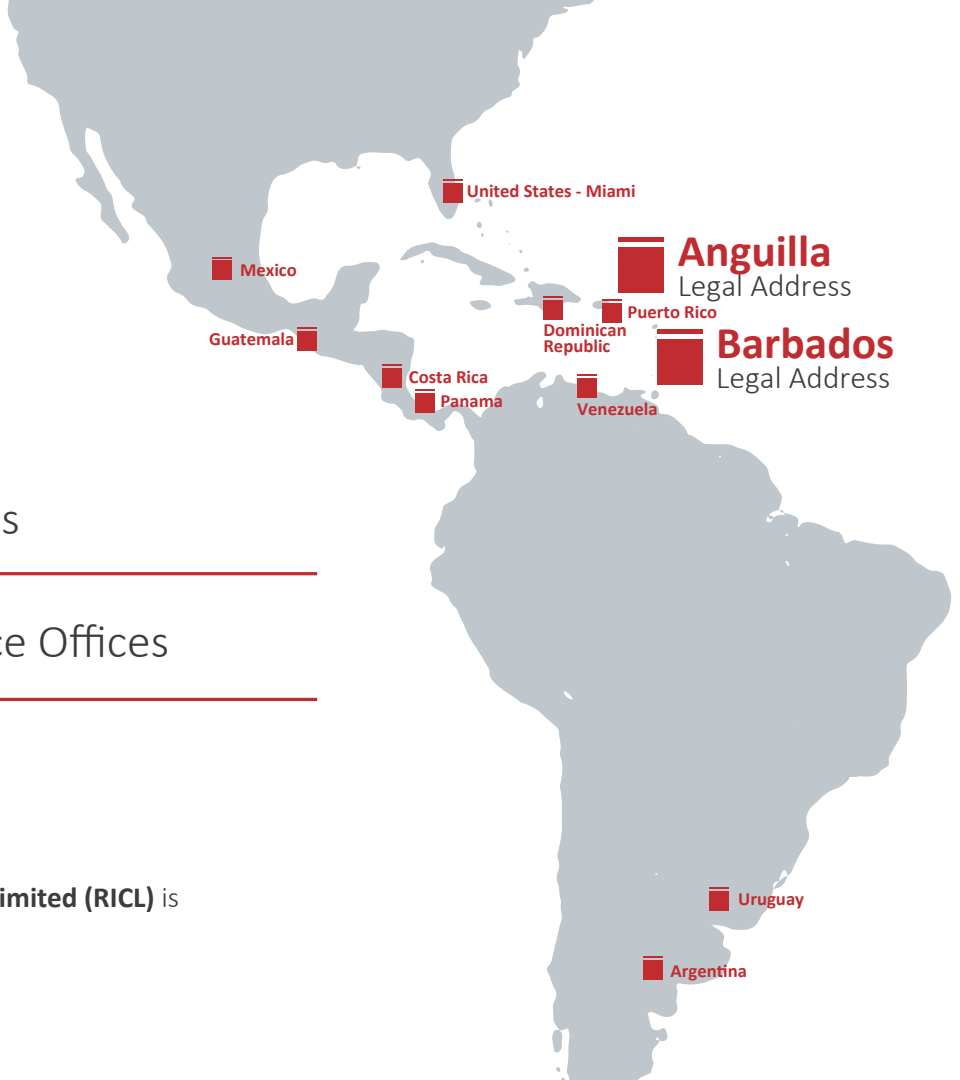 United States - Miami
Anguilla
Legal Address
Mexico
Puerto Rico
Dominican
Republic
Guatemala
Barbados
Legal Address
Costa Rica
Panama
Venezuela
s
ce Offices
imited (RICL) is
Uruguay
Argentina